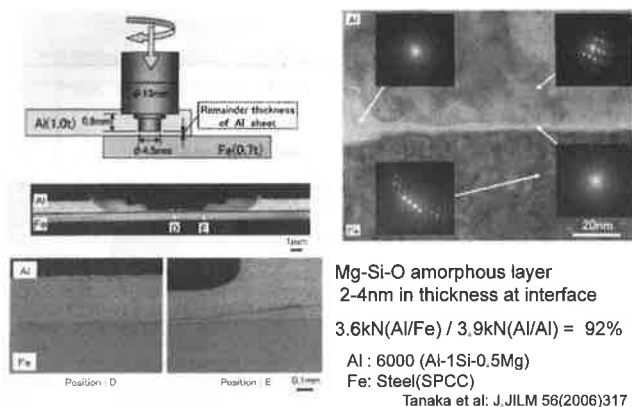 φ10mm
Remainder thickness
of Al sheet
Al(1.0t)
0.8mm
φ4.5mm
Fe(0.7t)
Al
Fe
D
E
1mm
Al
Fe
Position : D
Position : E
0.1mm
Al
Fe
20nm
Mg-Si-O amorphous layer
2-4nm in thickness at interface
3.6kN(Al/Fe) / 3.9kN(Al/Al) = 92%
Al : 6000 (Al-1Si-0.5Mg)
Fe: Steel(SPCC)
Tanaka et al: J.JILM 56(2006)317